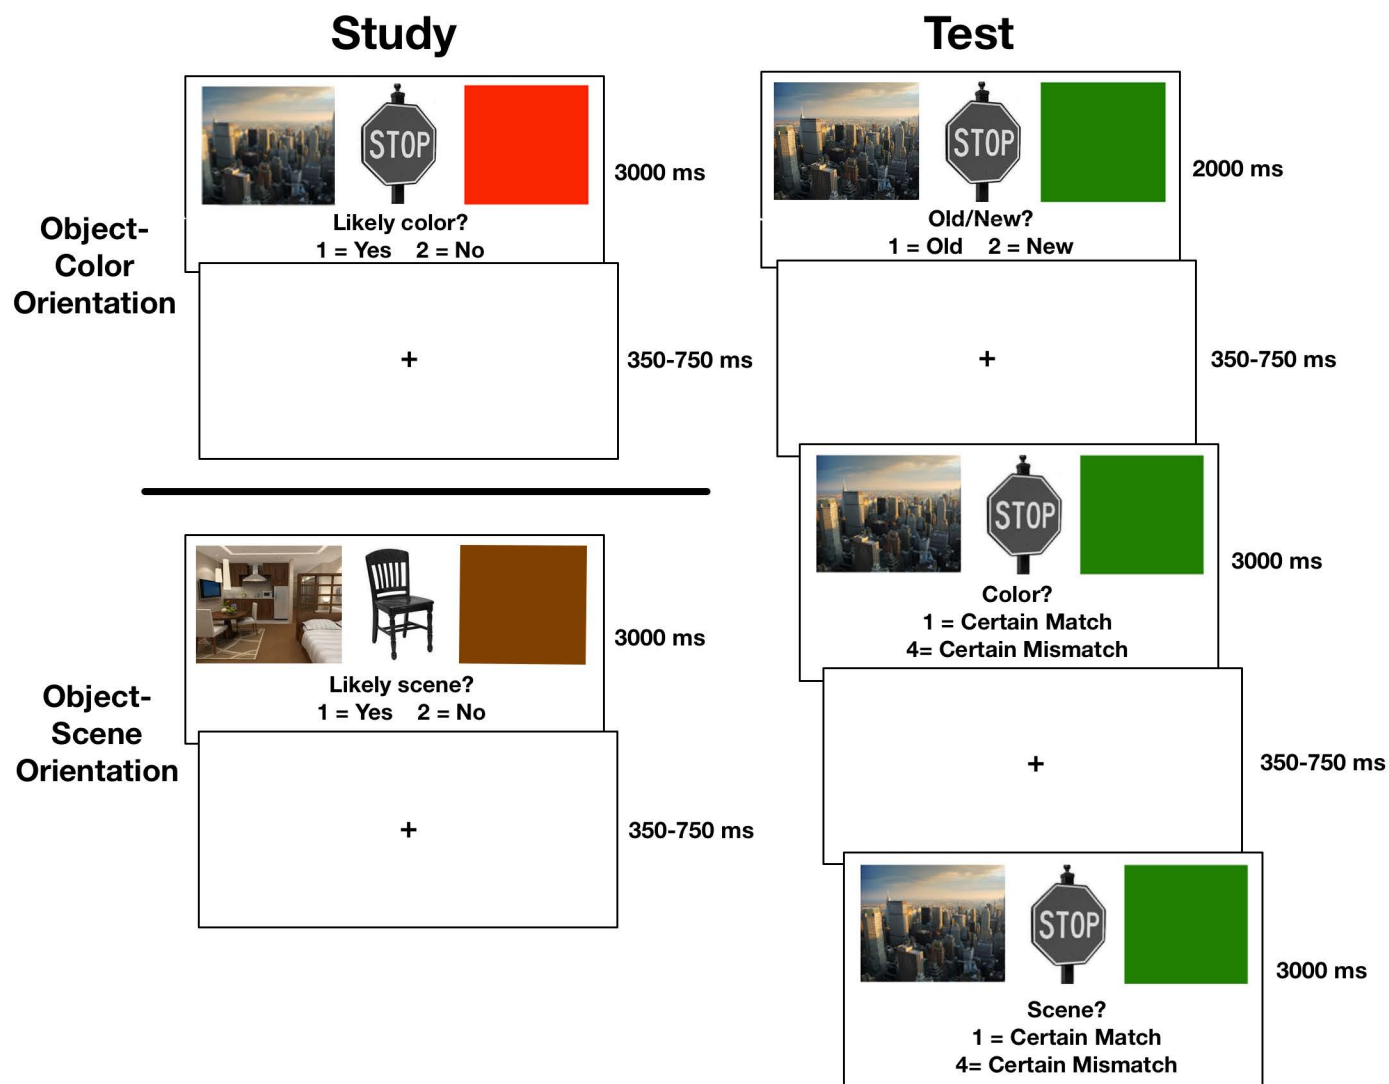 Study
STOP
3000 ms
Likely color?
1 = Yes 2 = No
Object-
Color
Orientation
+
350-750 ms
3000 ms
Likely scene?
1 = Yes 2 = No
Object-
Scene
Orientation
+
350-750 ms
Test
STOP
2000 ms
Old/New?
1 = Old 2 = New
+
350-750 ms
STOP
3000 ms
Color?
1 = Certain Match
4= Certain Mismatch
+
350-750 ms
STOP
3000 ms
Scene?
1 = Certain Match
4= Certain Mismatch